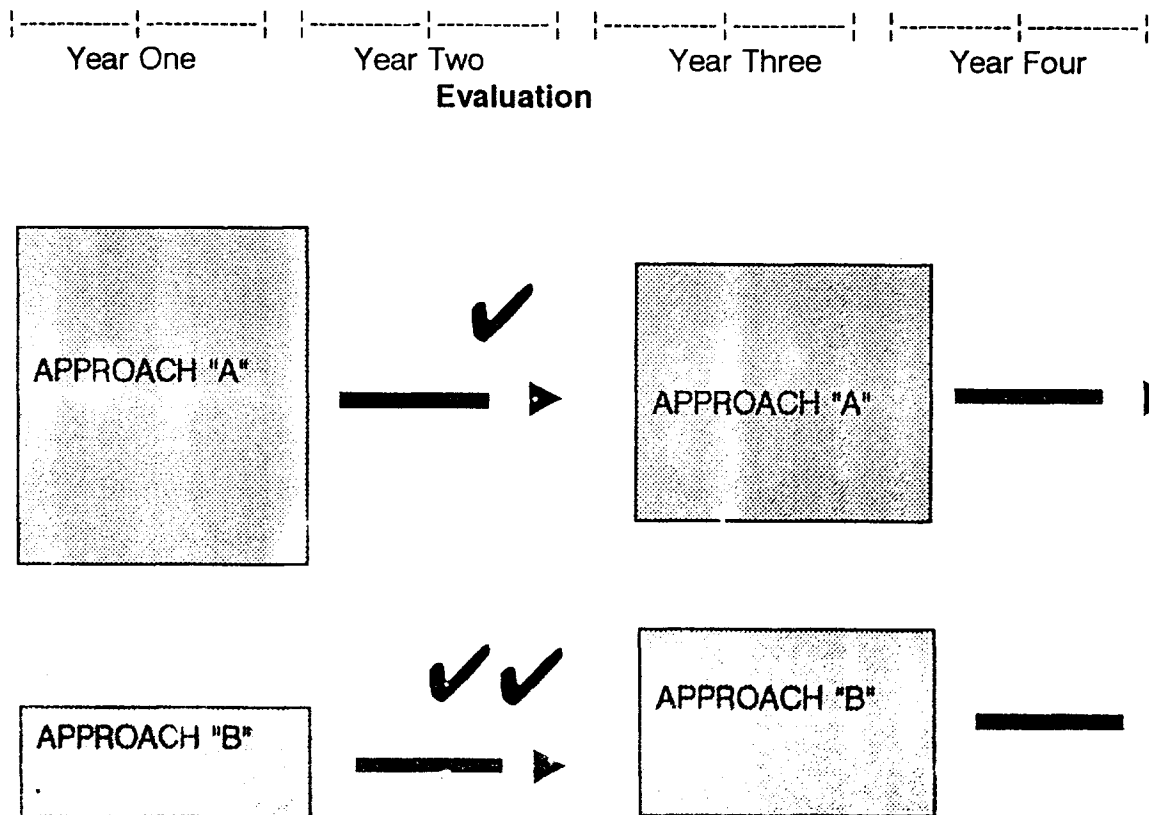 Year One Year Two Year Three Year Four
Evaluation
APPROACH "A"
APPROACH "A"
APPROACH "B"
APPROACH "B"